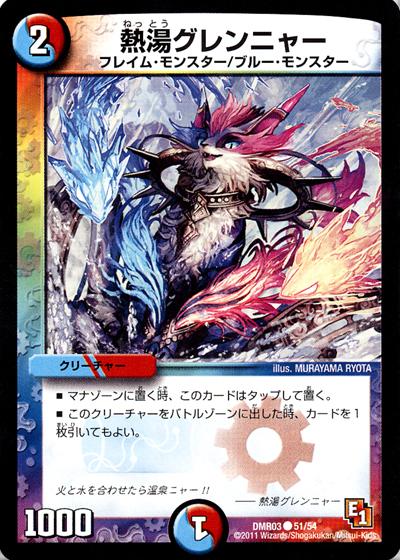 2
ねっとう
熱湯グレンニャー
フレイム・モンスター/ブルー・モンスター
illus. MURAYAMA RYOTA
クリーチャー
■ マナゾーンに置く時、このカードはタップして置く。
■ このクリーチャーをバトルゾーンに出した時、カードを1
枚引いてもよい。
火と水を合わせたら温泉ニャー!!
熱湯グレンニャー
1000
1
DMR03 ● 51/54
©2011 Wizards/Shogakukan/Mitsui-Kids
E1